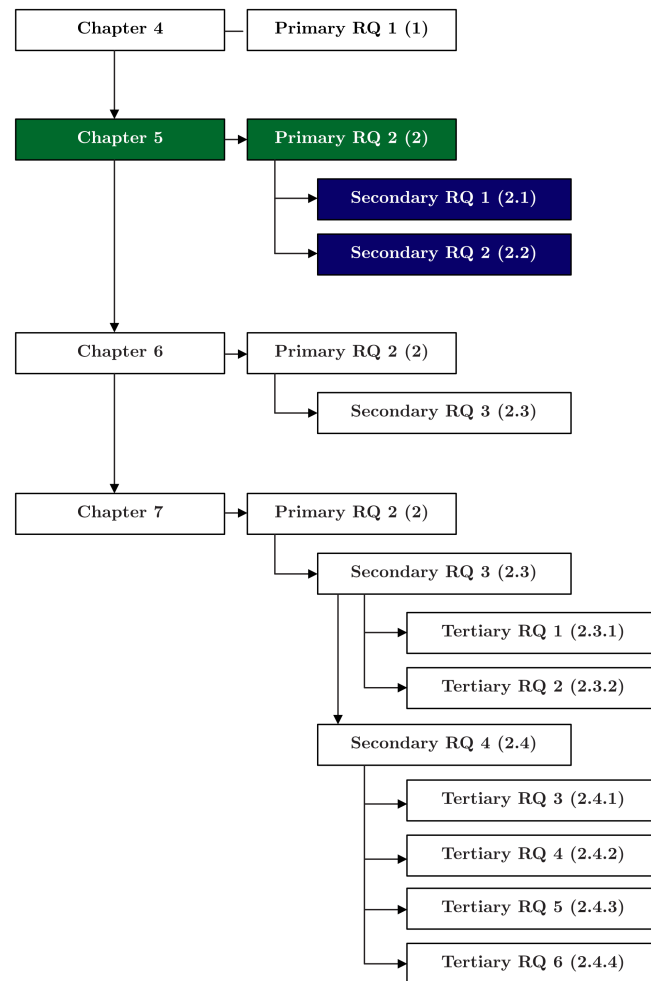 Chapter 4
Primary RQ 1 (1)
Chapter 5
Primary RQ 2 (2)
Secondary RQ 1 (2.1)
Secondary RQ 2 (2.2)
Chapter 6
Primary RQ 2 (2)
Secondary RQ 3 (2.3)
Chapter 7
Primary RQ 2 (2)
Secondary RQ 3 (2.3)
Tertiary RQ 1 (2.3.1)
Tertiary RQ 2 (2.3.2)
Secondary RQ 4 (2.4)
Tertiary RQ 3 (2.4.1)
Tertiary RQ 4 (2.4.2)
Tertiary RQ 5 (2.4.3)
Tertiary RQ 6 (2.4.4)